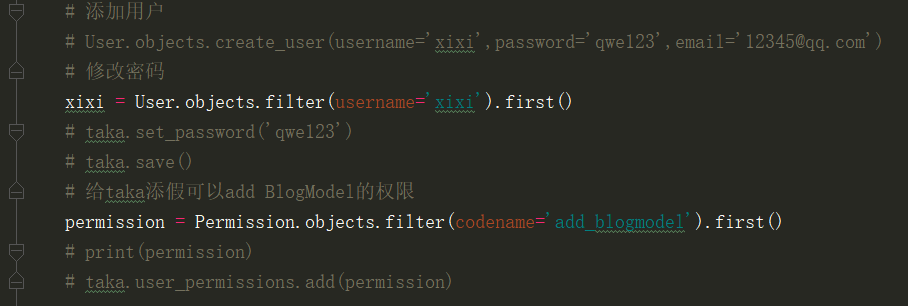 # 添加用户
# User.objects.create_user(username='xixi',password='qwe123',email='12345@qq.com')
# 修改密码
xixi = User.objects.filter(username='xixi').first()
# taka.set_password('qwe123')
# taka.save()
# 给taka添假可以add BlogModel的权限
permission = Permission.objects.filter(codename='add_blogmodel').first()
# print(permission)
# taka.user_permissions.add(permission)